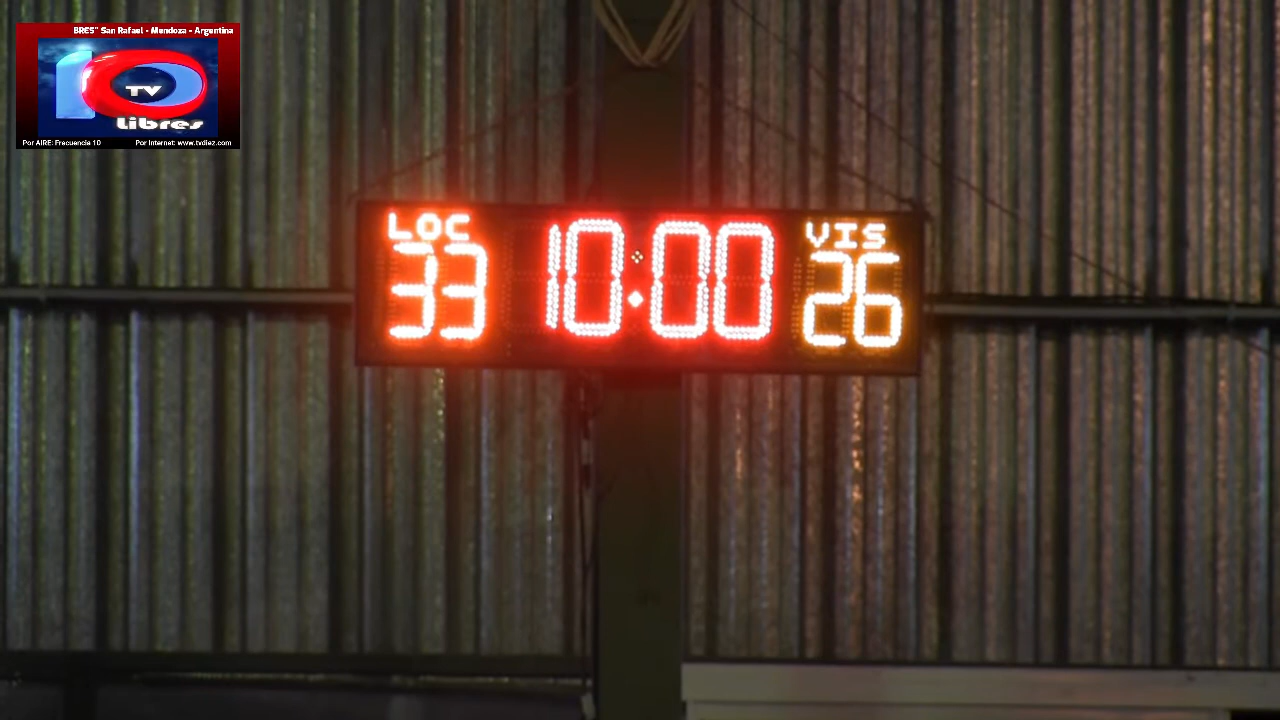 BRES" San Rafael - Mendoza - Argentina
10
TV
Libres
Por AIRE: Frecuencia 10 Por Internet: www.tvdiez.com
LOC 10:00 VIS
33 26